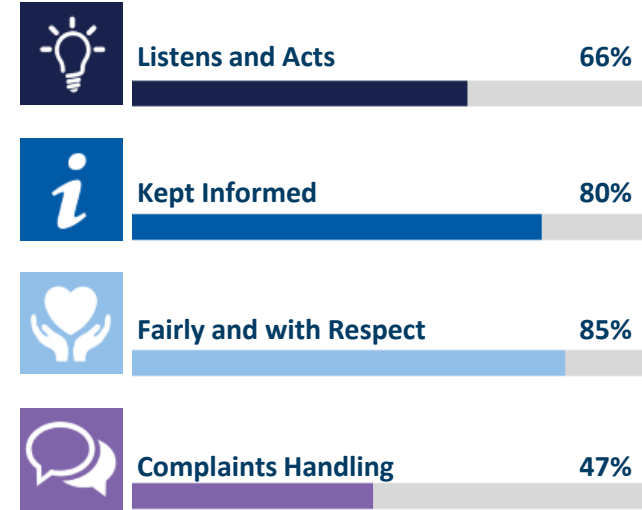 Listens and Acts 66%
Kept Informed 80%
Fairly and with Respect 85%
Complaints Handling 47%